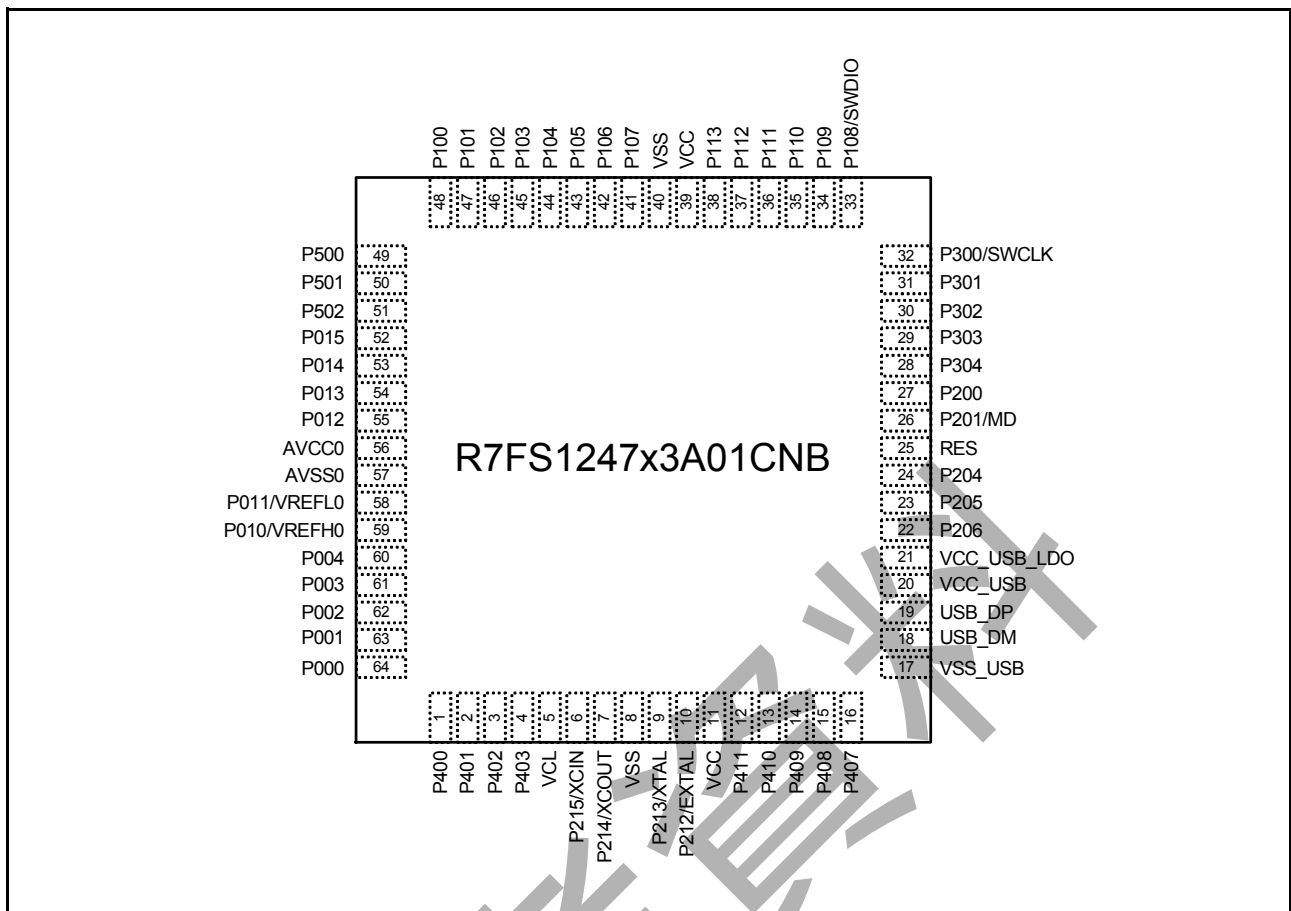 P100
P101
P102
P103
P104
P105
P106
P107
VSS
VCC
P113
P112
P111
P110
P109
P108/SWDIO
48
47
46
45
44
43
42
41
40
39
38
37
36
35
34
33
P500 49
P501 50
P502 51
P015 52
P014 53
P013 54
P012 55
AVCC0 56
AVSS0 57
P011/VREFL0 58
P010/VREFH0 59
P004 60
P003 61
P002 62
P001 63
P000 64
R7FS1247x3A01CNB
32 P300/SWCLK
31 P301
30 P302
29 P303
28 P304
27 P200
26 P201/MD
25 RES
24 P204
23 P205
22 P206
21 VCC_USB_LDO
20 VCC_USB
19 USB_DP
18 USB_DM
17 VSS_USB
1
2
3
4
5
6
7
8
9
10
11
12
13
14
15
16
P400
P401
P402
P403
VCL
P215/XCIN
P214/XCOUT
VSS
P213/XTAL
P212/EXTAL
VCC
P411
P410
P409
P408
P407
資料